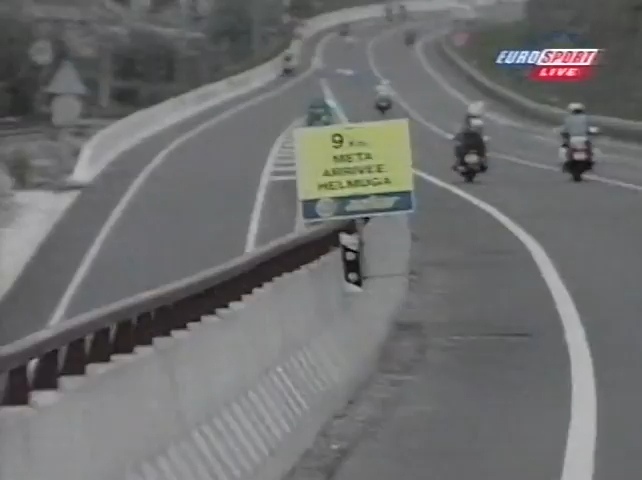 EUROSPORT
LIVE
9 Km.
META
ARRIVEE
HELMUGA